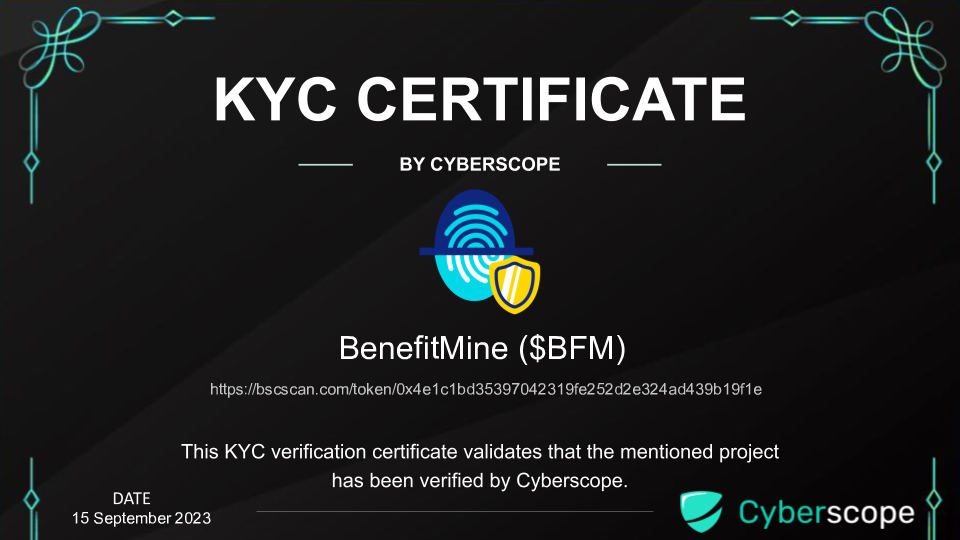 KYC CERTIFICATE
BY CYBERSCOPE
BenefitMine ($BFM)
https://bscscan.com/token/0x4e1c1bd35397042319fe252d2e324ad439b19f1e
This KYC verification certificate validates that the mentioned project
has been verified by Cyberscope.
DATE
15 September 2023
Cyberscope